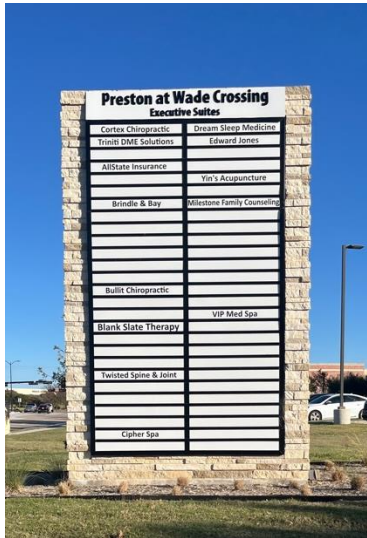 Preston at Wade Crossing
Executive Suites
Cortex Chiropractic
Dream Sleep Medicine
Triniti DME Solutions
Edward Jones
AllState Insurance
Yin's Acupuncture
Brindle & Bay
Milestone Family Counseling
Bullit Chiropractic
VIP Med Spa
Blank Slate Therapy
Twisted Spine & Joint
Cipher Spa